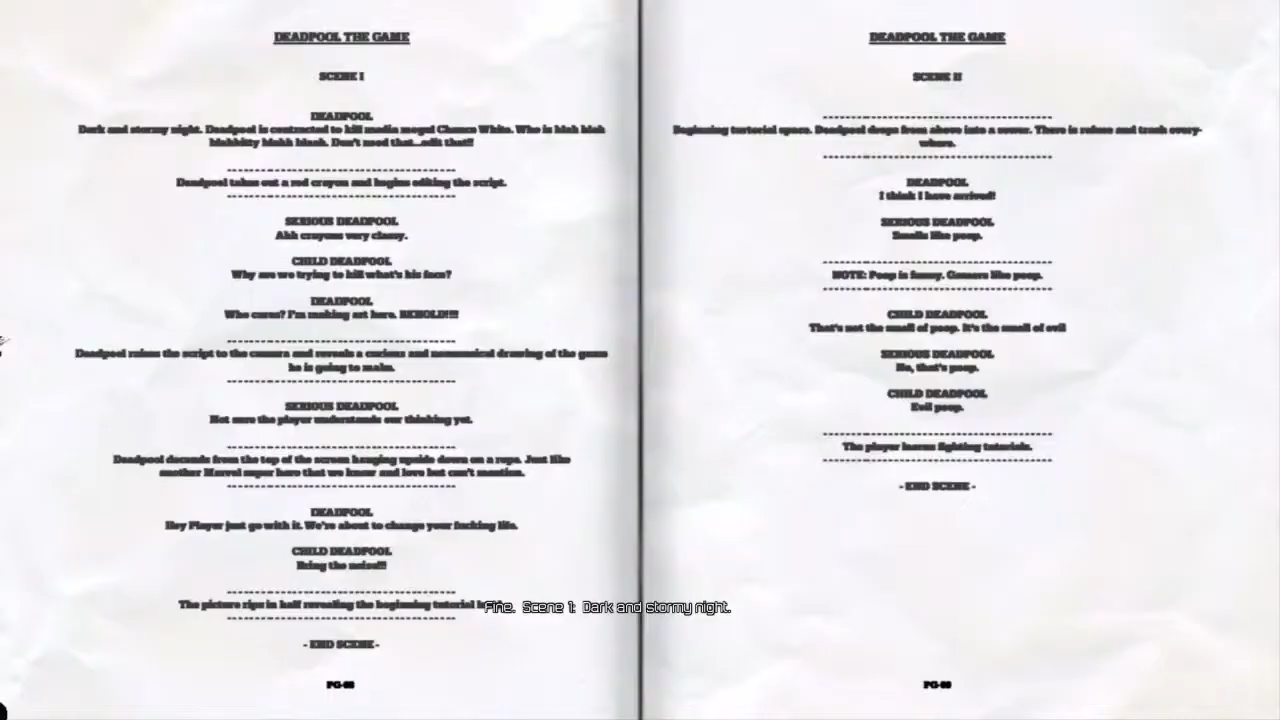 DEADPOOL THE GAME
SCENE I
DEADPOOL
Dark and stormy night. Deadpool is contracted to kill media mogul Chance White. Who is blah blah
blahbitty blahh blaah. Don't need that...edit that!!
Deadpool takes out a red crayon and begins editing the script.
SERIOUS DEADPOOL
Ahh crayons very classy.
CHILD DEADPOOL
Why are we trying to kill what's his face?
DEADPOOL
Who cares? I'm making art here. BEHOLD!!!!
Deadpool raises the script to the camera and reveals a curious and nonsensical drawing of the game
he is going to make.
SERIOUS DEADPOOL
Not sure the player understands our thinking yet.
Deadpool descends from the top of the screen hanging upside down on a rope. Just like
another Marvel super hero that we know and love but can't mention.
DEADPOOL
Hey Player just go with it. We're about to change your fucking life.
CHILD DEADPOOL
Bring the noise!!!
The picture rips in half revealing the beginning tutorial
Fine. Scene 1: Dark and stormy night.
- END SCENE -
PG-02
DEADPOOL THE GAME
SCENE II
Beginning tortorial space. Deadpool drops from above into a sewer. There is ruins and trash every-
where.
DEADPOOL
I think I have arrived!
SERIOUS DEADPOOL
Smells like poop.
NOTE: Poop is funny. Gamers like poop.
CHILD DEADPOOL
That's not the smell of poop. It's the smell of evil
SERIOUS DEADPOOL
No, that's poop.
CHILD DEADPOOL
Evil poop.
The player learns fighting tutorials.
- END SCENE -